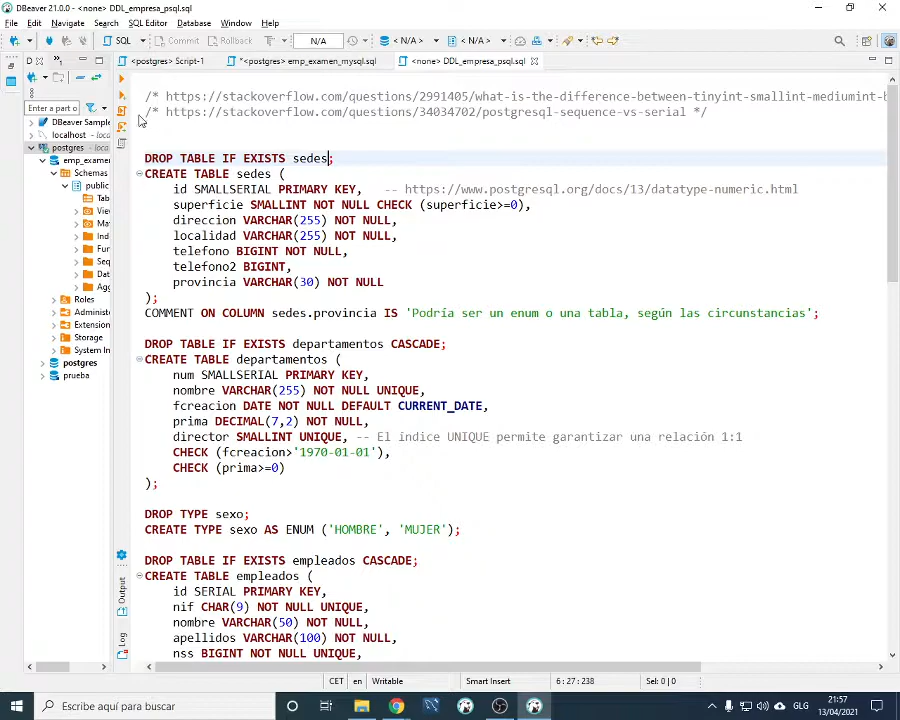 DBeaver 21.0.0 - <none> DDL_empresa_psql.sql
File Edit Navigate Search SQL Editor Database Window Help
SQL Commit Rollback T N/A < N/A > < N/A >
D <postgres> Script-1 *<postgres> emp_examen_mysql.sql <none> DDL_empresa_psql.sql
Enter a part o
DBeaver Sample
localhost
postgres
emp_examen
Schemas
public
Tab
View
Mat
Ind
Fun
Seq
Dat
Agg
Roles
Administ
Extension
Storage
System In
postgres
prueba
/* https://stackoverflow.com/questions/2991405/what-is-the-difference-between-tinyint-smallint-mediumint-b
/* https://stackoverflow.com/questions/34034702/postgresql-sequence-vs-serial */
DROP TABLE IF EXISTS sedes;
CREATE TABLE sedes (
id SMALLSERIAL PRIMARY KEY, -- https://www.postgresql.org/docs/13/datatype-numeric.html
superficie SMALLINT NOT NULL CHECK (superficie>=0),
direccion VARCHAR(255) NOT NULL,
localidad VARCHAR(255) NOT NULL,
telefono BIGINT NOT NULL,
telefono2 BIGINT,
provincia VARCHAR(30) NOT NULL
);
COMMENT ON COLUMN sedes.provincia IS 'Podría ser un enum o una tabla, según las circunstancias';
DROP TABLE IF EXISTS departamentos CASCADE;
CREATE TABLE departamentos (
num SMALLSERIAL PRIMARY KEY,
nombre VARCHAR(255) NOT NULL UNIQUE,
fcreacion DATE NOT NULL DEFAULT CURRENT_DATE,
prima DECIMAL(7,2) NOT NULL,
director SMALLINT UNIQUE, -- El índice UNIQUE permite garantizar una relación 1:1
CHECK (fcreacion>'1970-01-01'),
CHECK (prima>=0)
);
DROP TYPE sexo;
CREATE TYPE sexo AS ENUM ('HOMBRE', 'MUJER');
DROP TABLE IF EXISTS empleados CASCADE;
CREATE TABLE empleados (
id SERIAL PRIMARY KEY,
nif CHAR(9) NOT NULL UNIQUE,
nombre VARCHAR(50) NOT NULL,
apellidos VARCHAR(100) NOT NULL,
nss BIGINT NOT NULL UNIQUE,
Output
Log
CET en Writable Smart Insert 6 : 27 : 238 Sel: 0 | 0
Escribe aquí para buscar
GLG
21:57
13/04/2021